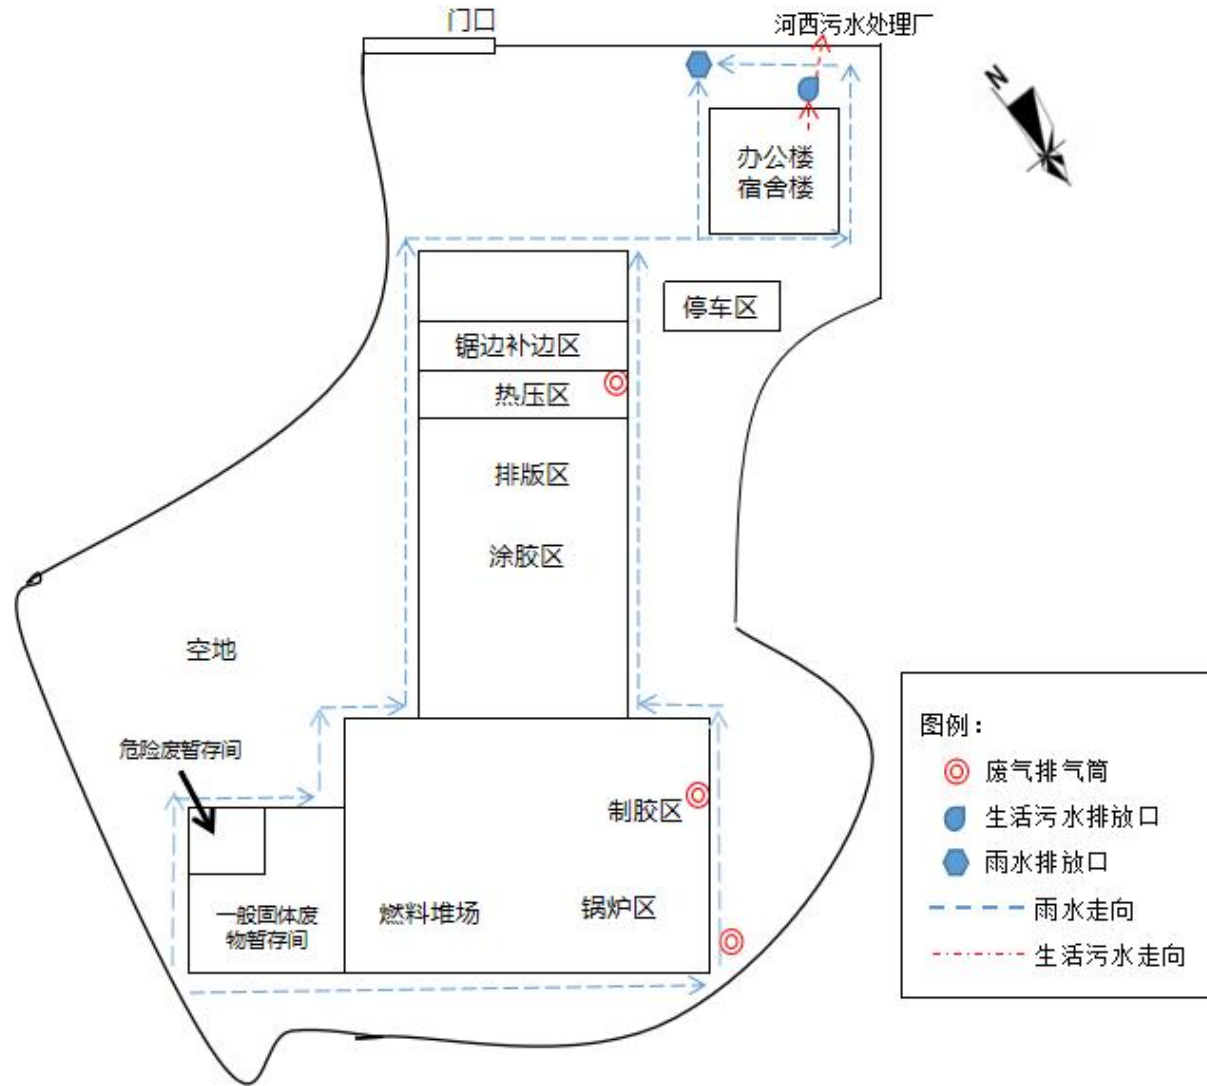 门口
河西污水处理厂
N
办公楼
宿舍楼
停车区
锯边补边区
热压区
排版区
涂胶区
空地
危险废暂存间
制胶区
一般固体废
物暂存间
燃料堆场
锅炉区
图例：
废气排气筒
生活污水排放口
雨水排放口
雨水走向
生活污水走向